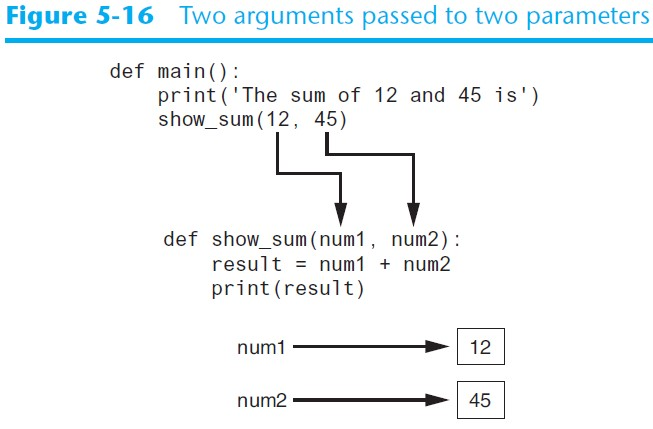 Figure 5-16 Two arguments passed to two parameters
def main():
    print('The sum of 12 and 45 is')
    show_sum(12, 45)
def show_sum(num1, num2):
    result = num1 + num2
    print(result)
num1 12
num2 45